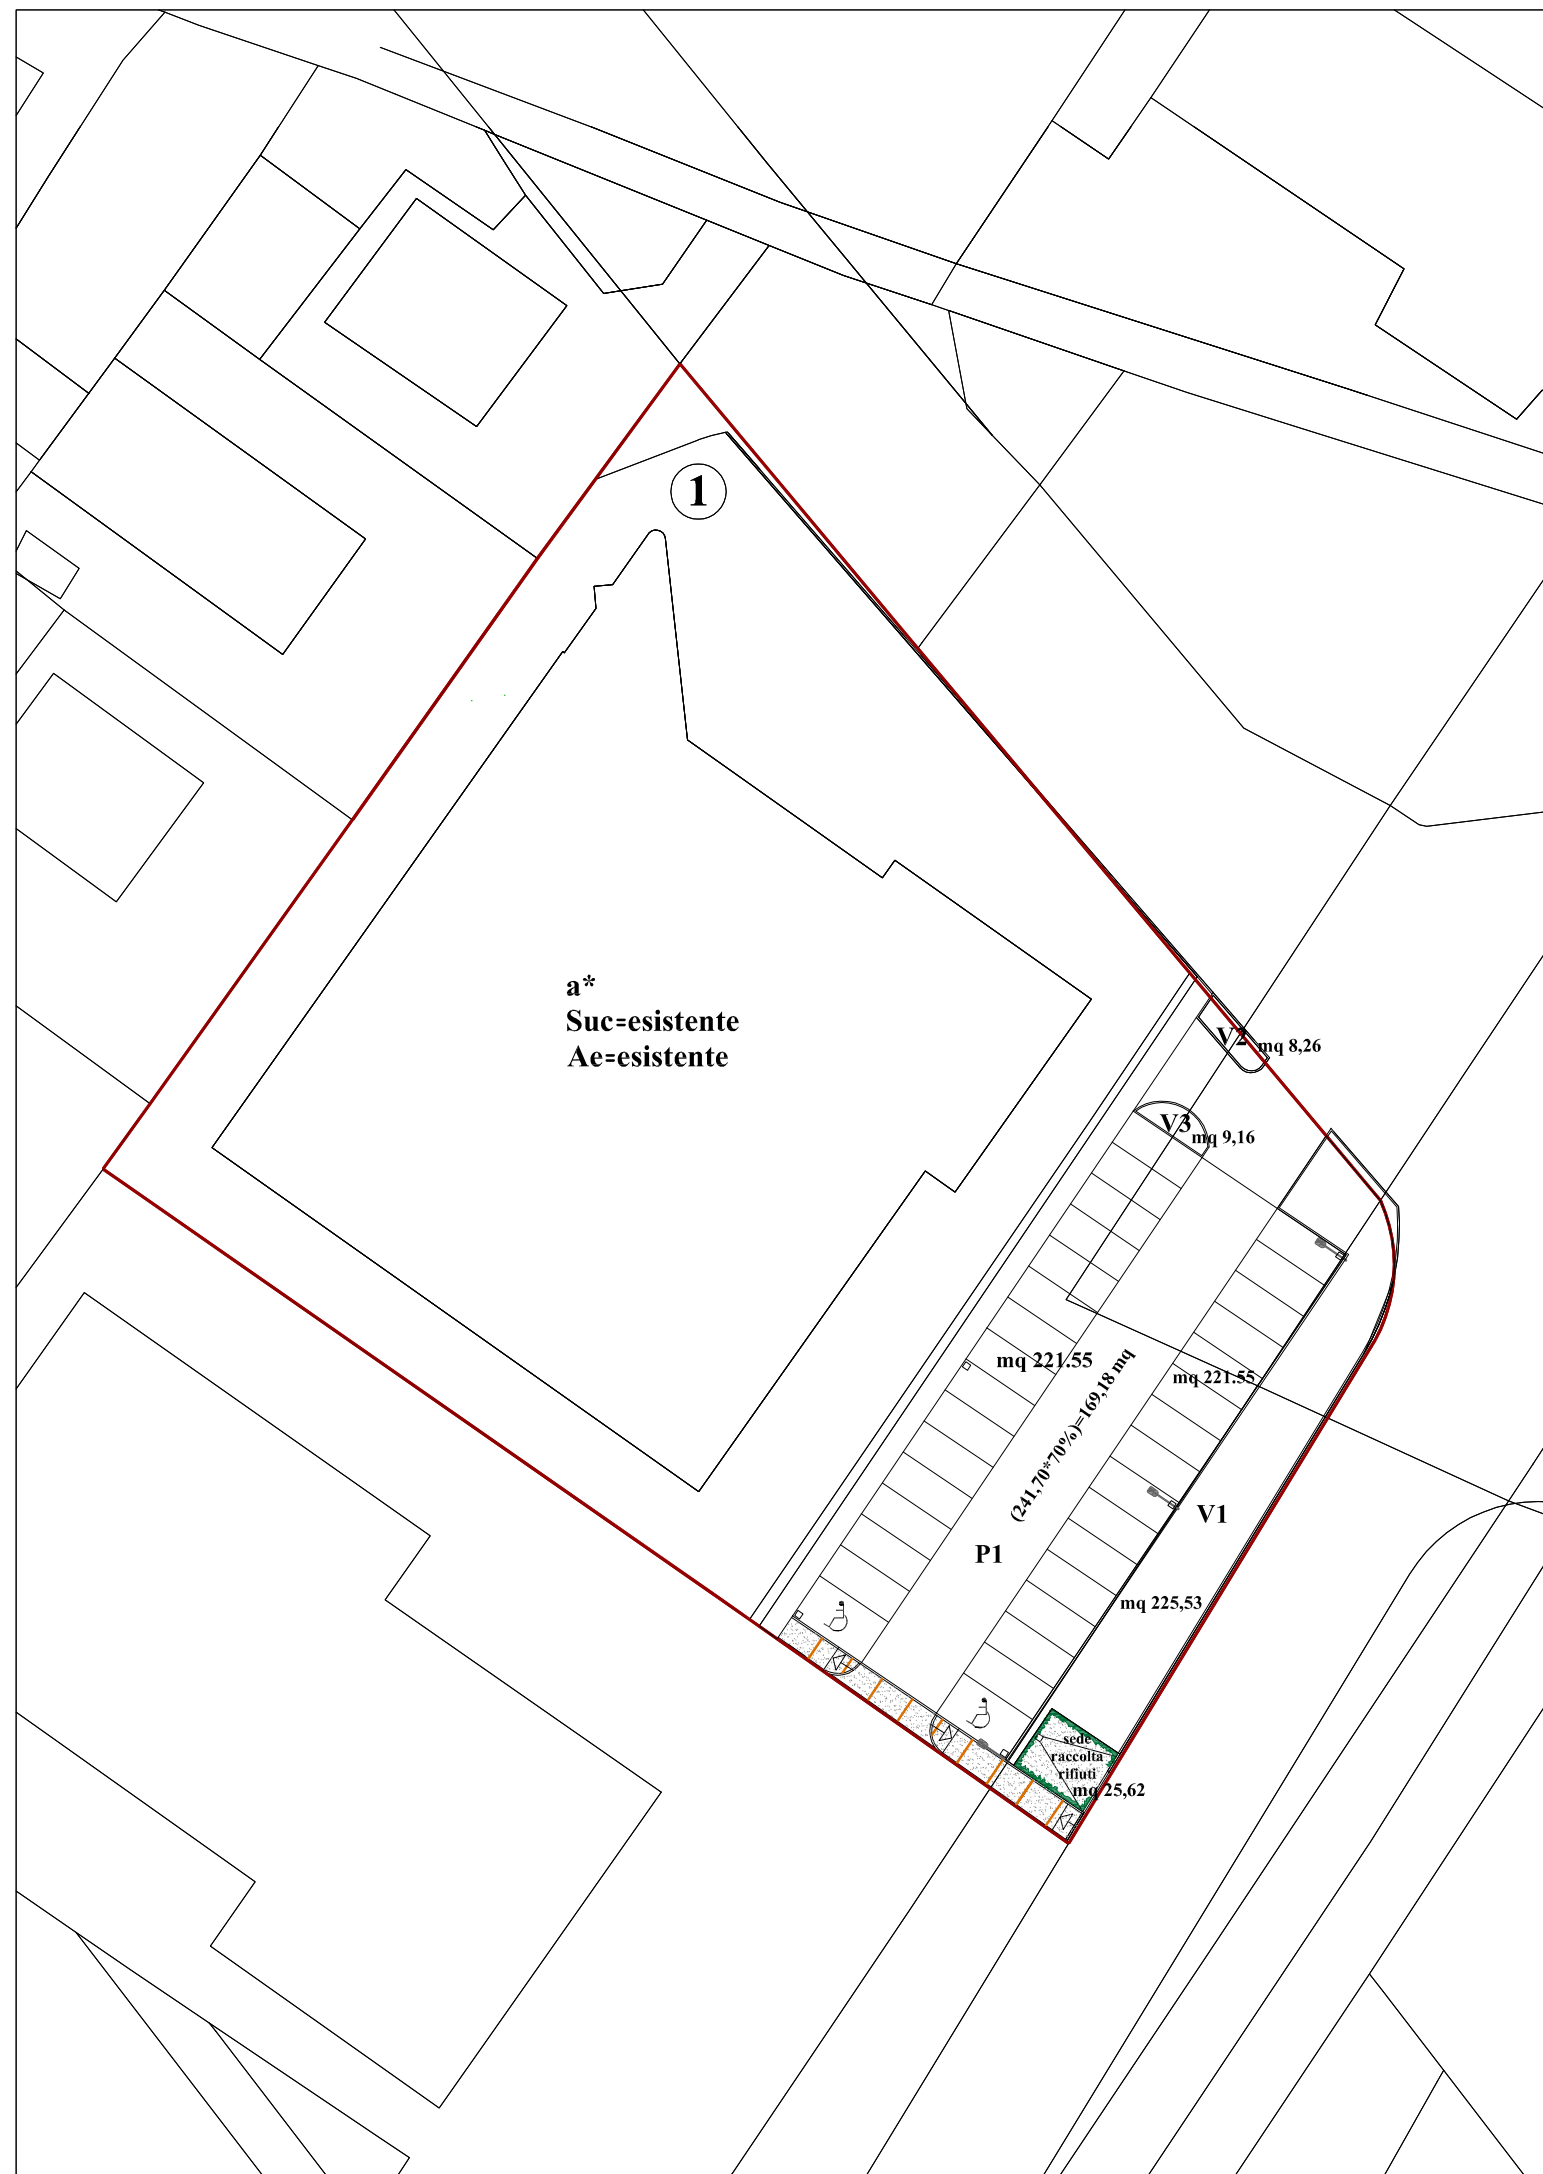 1
a*
Suc=esistente
Ae=esistente
V2 mq 8,26
V3 mq 9,16
mq 221.55
(241,70*70%)=169,18 mq
mq 221.55
V1
P1
mq 225,53
sede
raccolta
rifiuti
mq 25,62